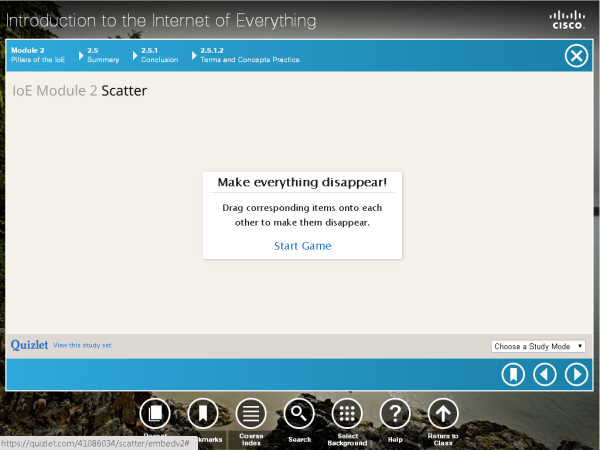 Introduction to the Internet of Everything
CISCO
Module 2
Pillars of the IoE
2.5
Summary
2.5.1
Conclusion
2.5.1.2
Terms and Concepts Practice
IoE Module 2 Scatter
Make everything disappear!
Drag corresponding items onto each
other to make them disappear.
Start Game
Quizlet View this study set
Choose a Study Mode
Course
Index
Search
Select
Background
Help
Return to
Class
https://quizlet.com/41086034/scatter/embedv2#